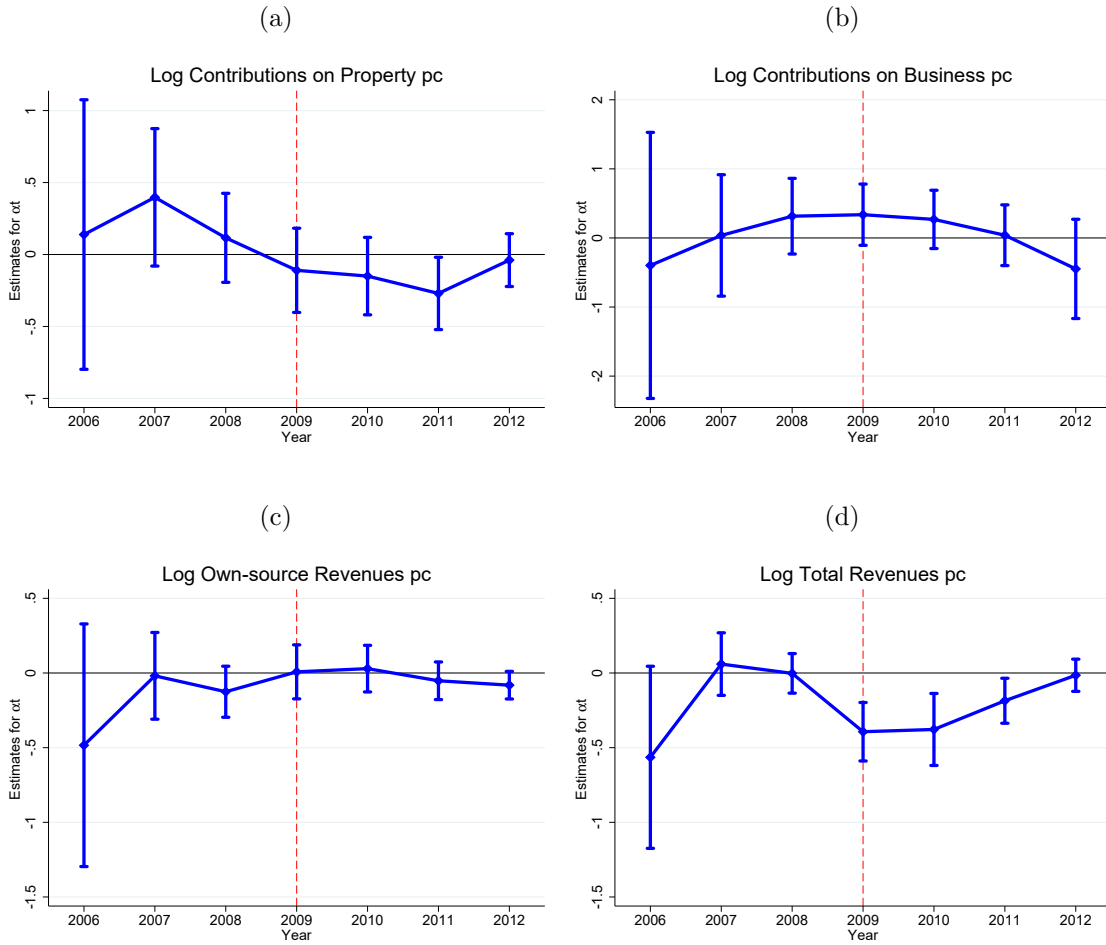 (a)
Log Contributions on Property pc
Estimates for αt
1
.5
0
-.5
-1
2006 2007 2008 2009 2010 2011 2012
Year
(b)
Log Contributions on Business pc
Estimates for αt
2
1
0
-1
-2
2006 2007 2008 2009 2010 2011 2012
Year
(c)
Log Own-source Revenues pc
Estimates for αt
.5
0
-.5
-1
-1.5
2006 2007 2008 2009 2010 2011 2012
Year
(d)
Log Total Revenues pc
Estimates for αt
.5
0
-.5
-1
-1.5
2006 2007 2008 2009 2010 2011 2012
Year